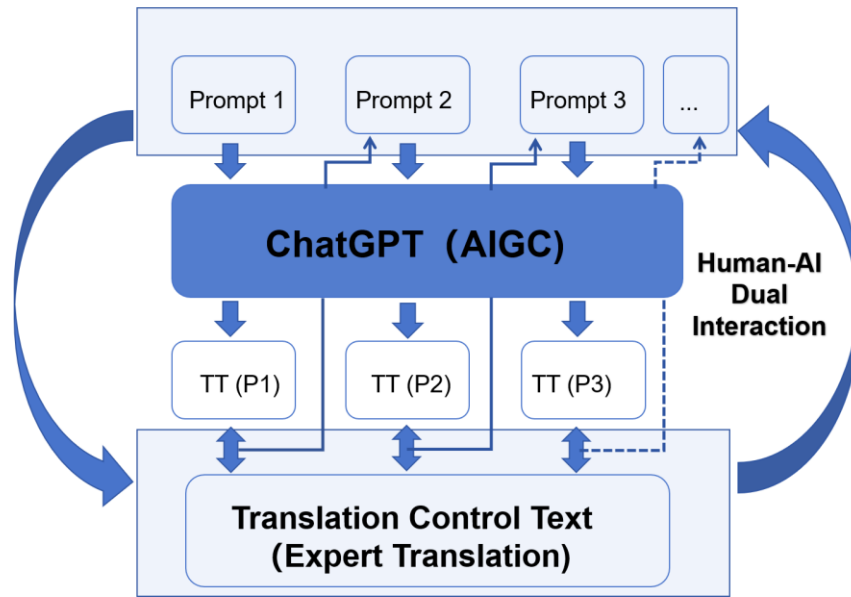 Prompt 1
Prompt 2
Prompt 3
...
ChatGPT（AIGC)
Human-AI
Dual
Interaction
TT (P1)
TT (P2)
TT (P3)
Translation Control Text
（Expert Translation)